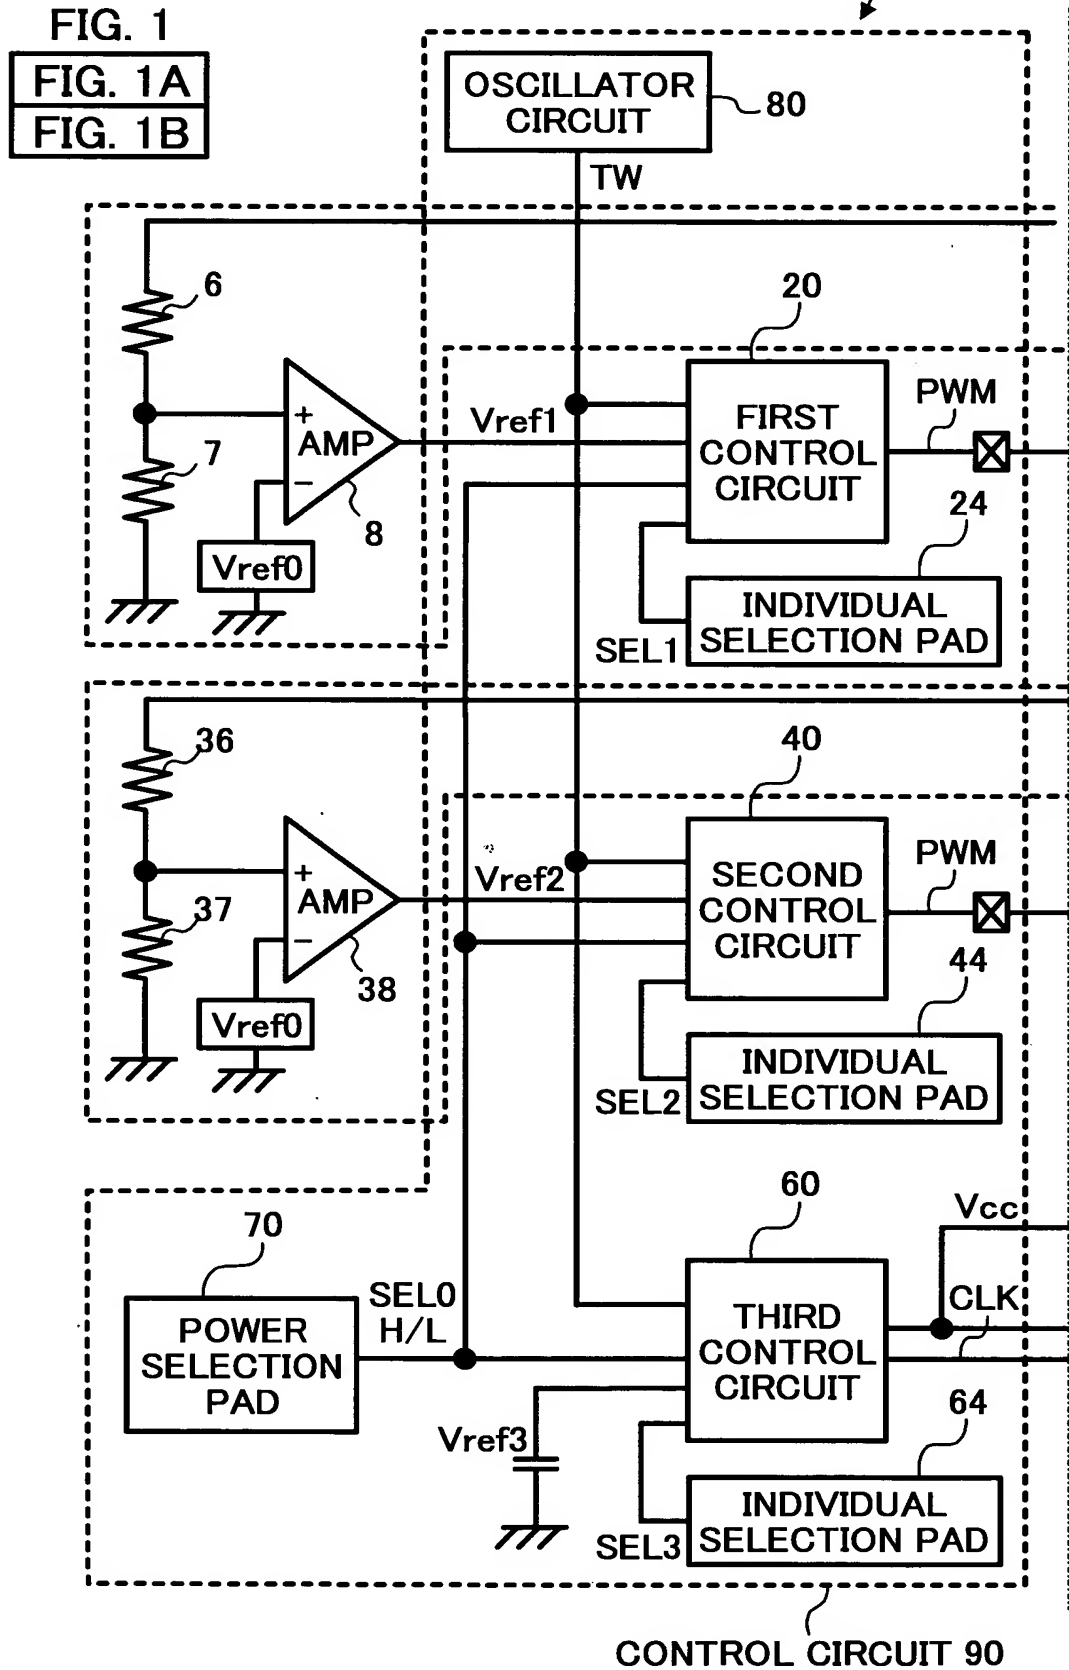 FIG. 1
FIG. 1A
FIG. 1B
OSCILLATOR
CIRCUIT
80
TW
6
20
+
AMP
−
7
8
Vref0
Vref1
FIRST
CONTROL
CIRCUIT
PWM
24
INDIVIDUAL
SELECTION PAD
SEL1
36
40
+
AMP
−
37
38
Vref0
Vref2
SECOND
CONTROL
CIRCUIT
PWM
44
INDIVIDUAL
SELECTION PAD
SEL2
60
Vcc
70
SEL0
H/L
POWER
SELECTION
PAD
THIRD
CONTROL
CIRCUIT
CLK
64
Vref3
INDIVIDUAL
SELECTION PAD
SEL3
CONTROL CIRCUIT 90